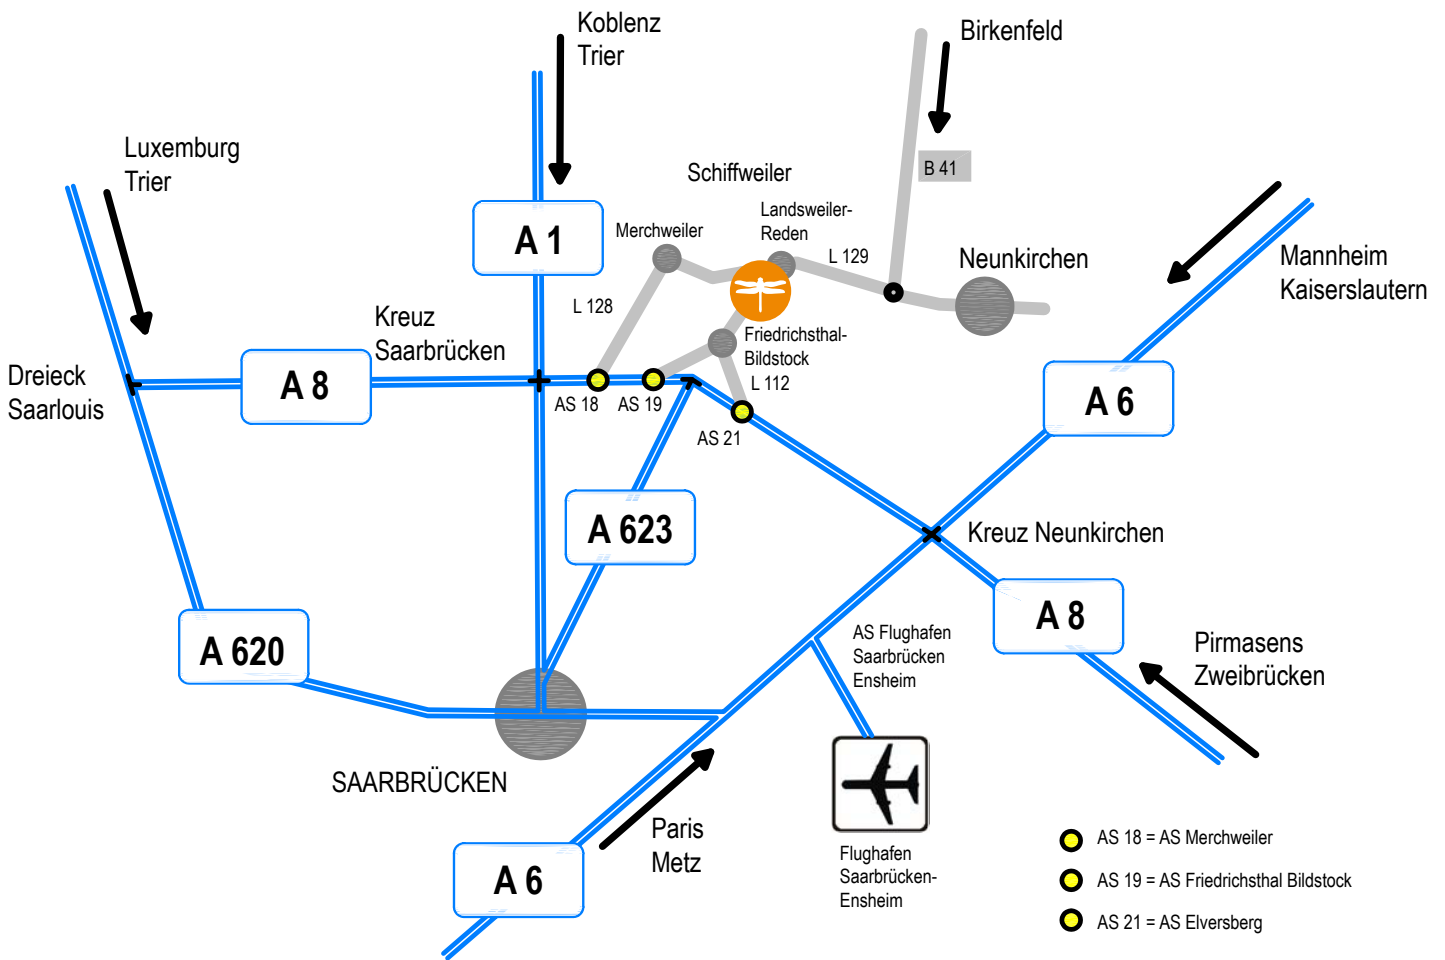 Koblenz
Trier
Birkenfeld
Luxemburg
Trier
B 41
Schiffweiler
A 1
Merchweiler
Landsweiler-
Reden
L 129
Neunkirchen
Mannheim
Kaiserslautern
L 128
Kreuz
Saarbrücken
Friedrichsthal-
Bildstock
Dreieck
Saarlouis
A 8
L 112
A 6
AS 18
AS 19
AS 21
A 623
Kreuz Neunkirchen
A 8
A 620
AS Flughafen
Saarbrücken
Ensheim
Pirmasens
Zweibrücken
SAARBRÜCKEN
Paris
Metz
A 6
Flughafen
Saarbrücken-
Ensheim
AS 18 = AS Merchweiler
AS 19 = AS Friedrichsthal Bildstock
AS 21 = AS Elversberg